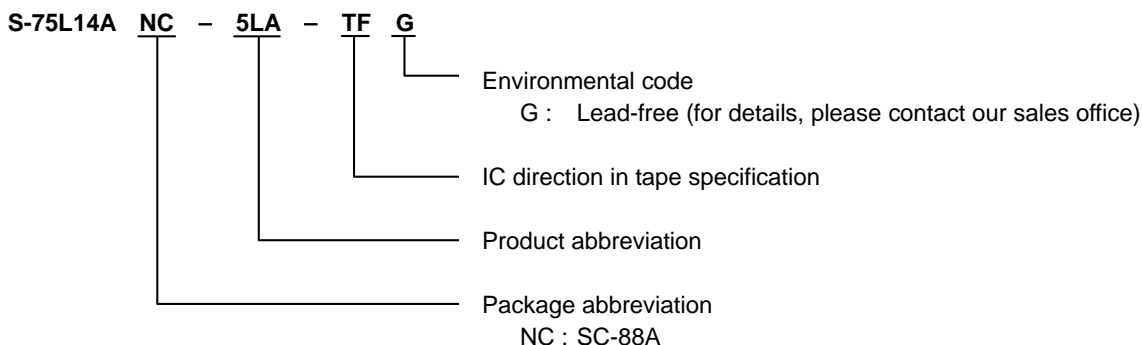 S-75L14A NC – 5LA – TF G
Environmental code
G : Lead-free (for details, please contact our sales office)
IC direction in tape specification
Product abbreviation
Package abbreviation
NC : SC-88A